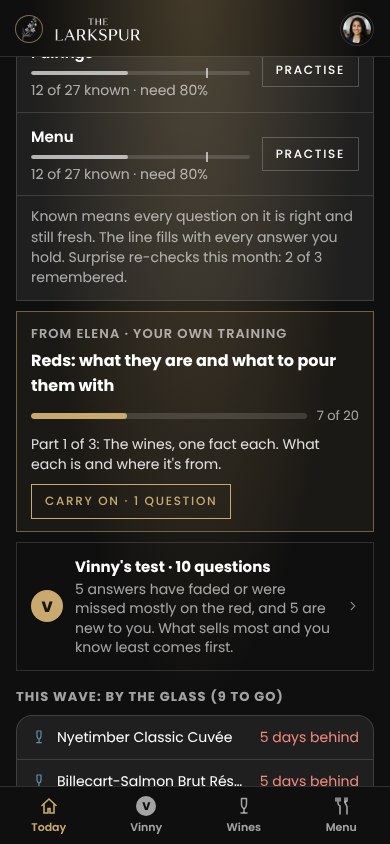 THE
LARKSPUR
Pairings
PRACTISE
12 of 27 known · need 80%
Menu
PRACTISE
12 of 27 known · need 80%
Known means every question on it is right and
still fresh. The line fills with every answer you
hold. Surprise re-checks this month: 2 of 3
remembered.
FROM ELENA · YOUR OWN TRAINING
Reds: what they are and what to pour
them with
7 of 20
Part 1 of 3: The wines, one fact each. What
each is and where it's from.
CARRY ON · 1 QUESTION
Vinny's test · 10 questions
V
5 answers have faded or were
missed mostly on the red, and 5 are
new to you. What sells most and you
know least comes first.
THIS WAVE: BY THE GLASS (9 TO GO)
Nyetimber Classic Cuvée 5 days behind
Billecart-Salmon Brut Rés... 5 days behind
V
Today Vinny Wines Menu